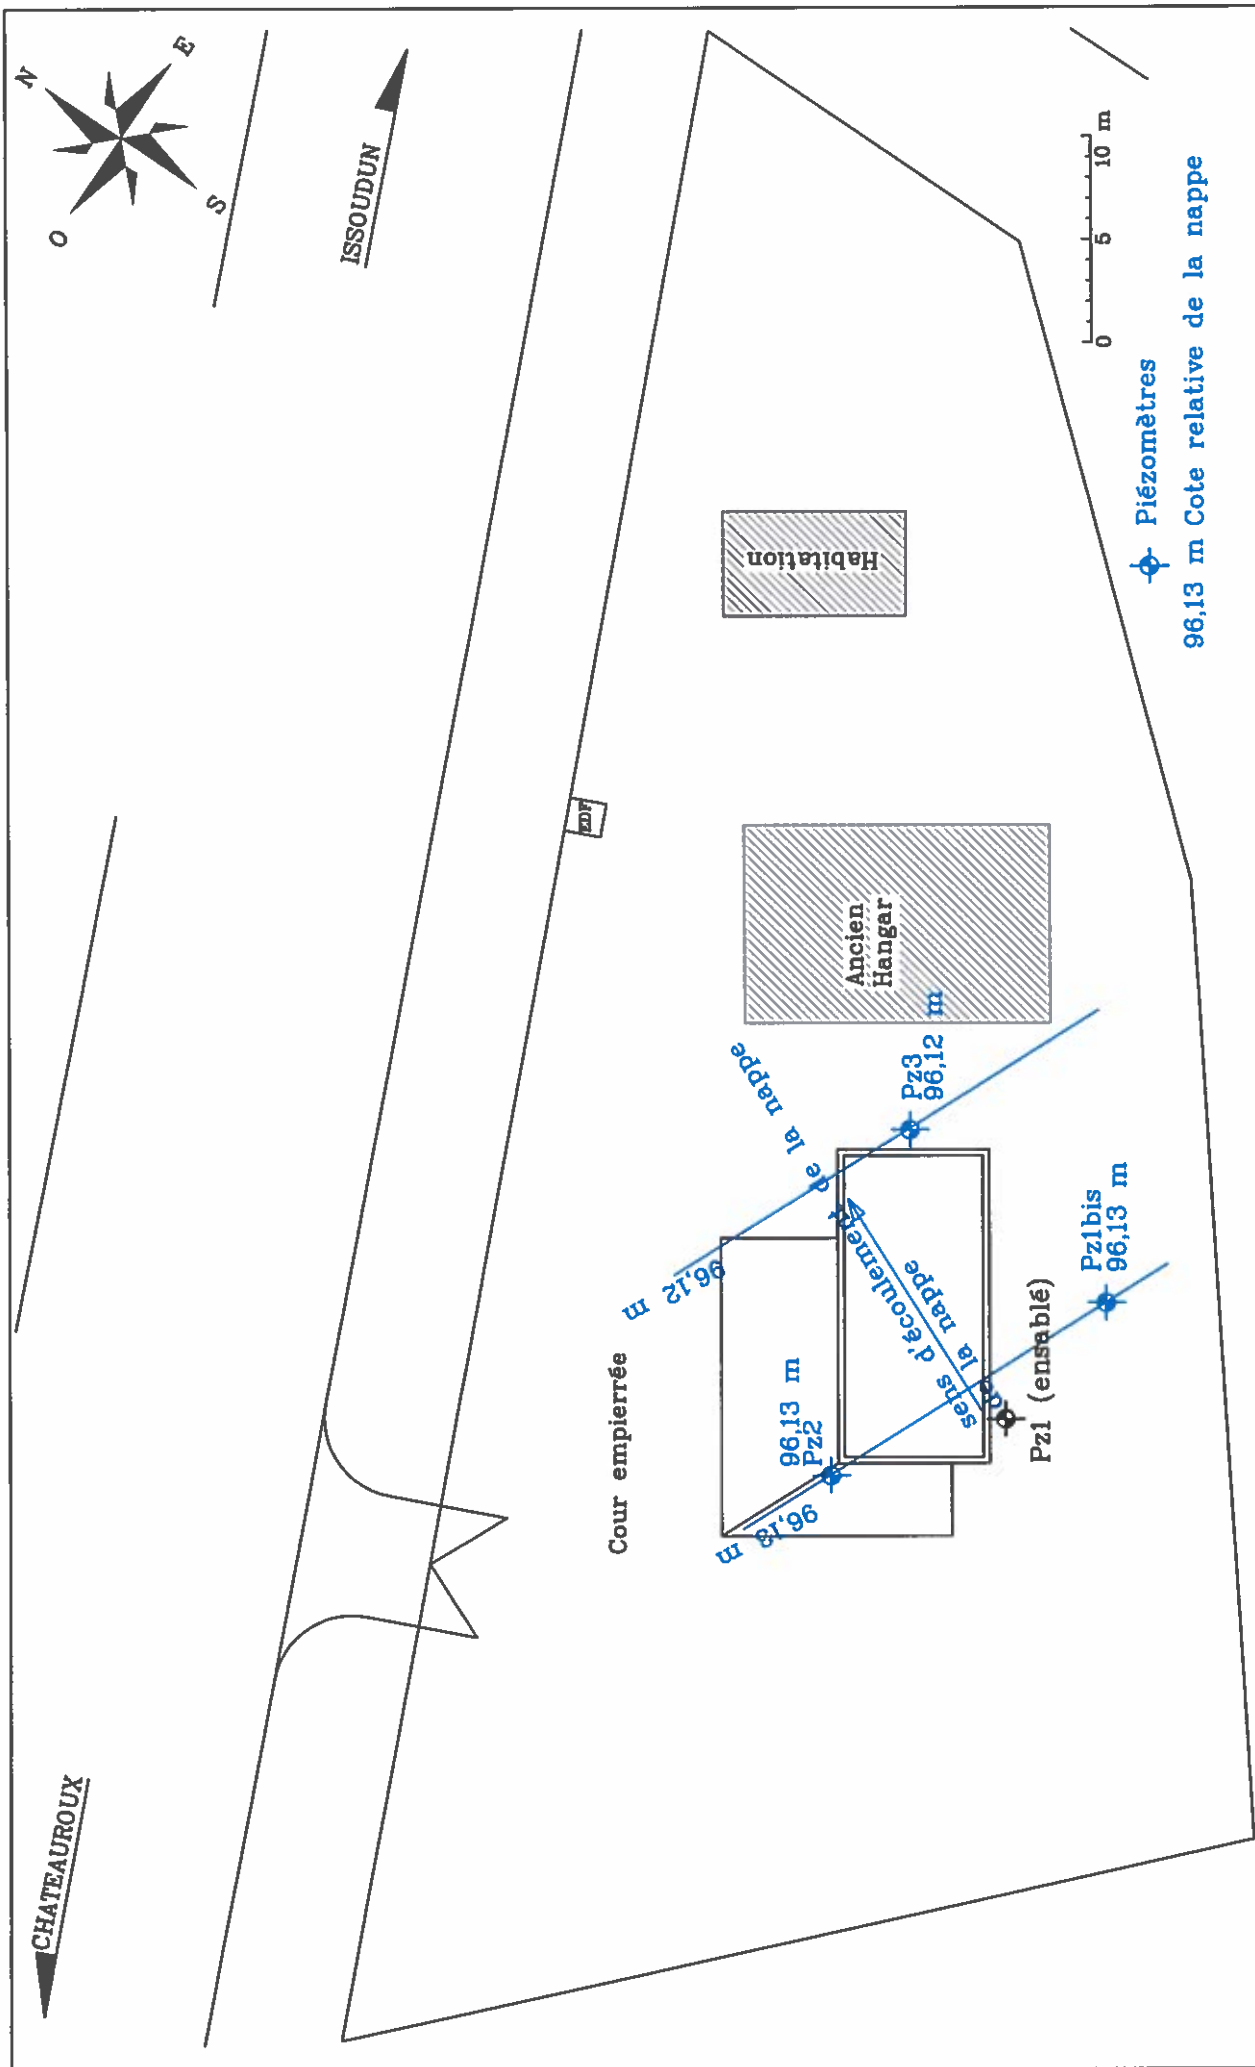 CHATEAUROUX
ISSOUDUN
N
E
S
O
EDF
Habitation
Ancien
Hangar
Cour empierrée
96,12 m
96,13 m
96,13 m
Pz2
Pz3
96,12 m
sens d'écoulement de la nappe
de la nappe
Pz1 (ensablé)
Pz1bis
96,13 m
0 5 10 m
Piézomètres
96,13 m Cote relative de la nappe